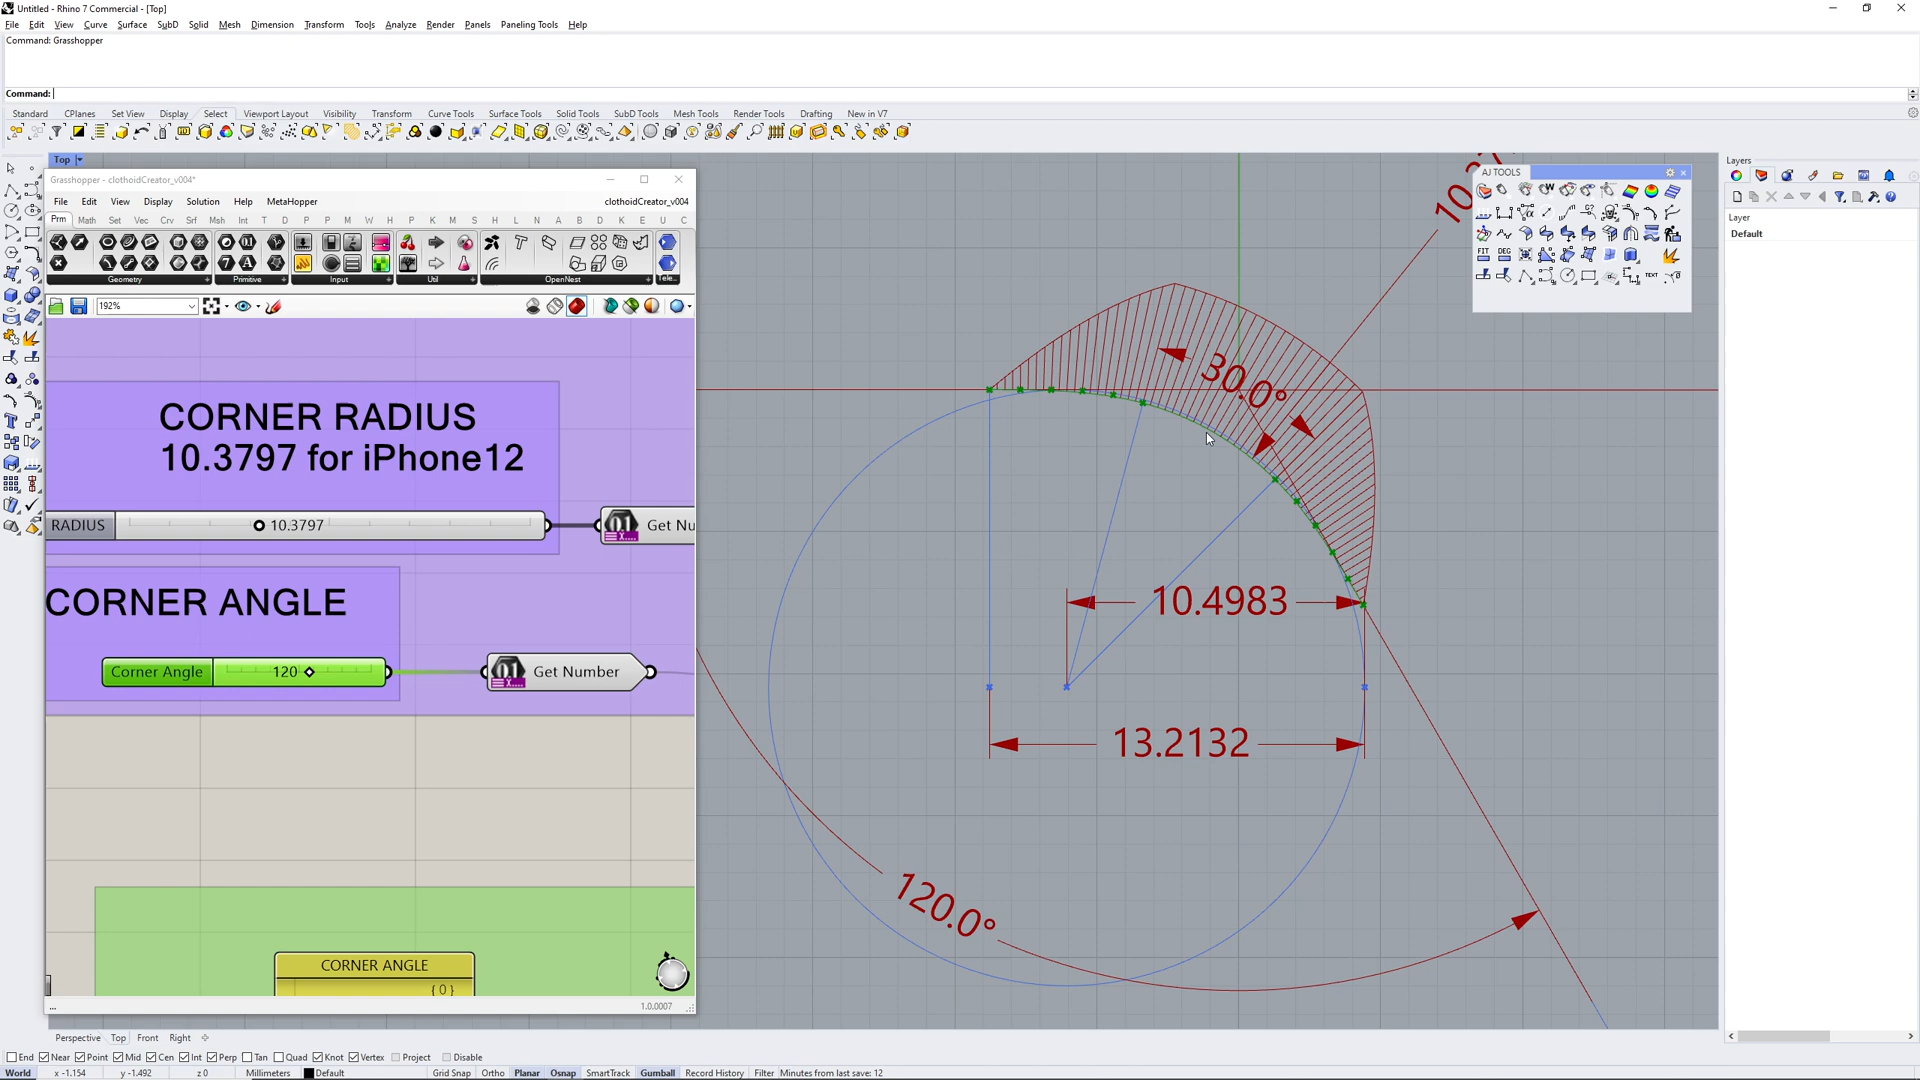 Untitled - Rhino 7 Commercial - [Top]
File Edit View Curve Surface SubD Solid Mesh Dimension Transform Tools Analyze Render Panels Paneling Tools Help
Command: Grasshopper
Command:
Standard CPlanes Set View Display Select Viewport Layout Visibility Transform Curve Tools Surface Tools Solid Tools SubD Tools Mesh Tools Render Tools Drafting New in V7
Top
Layers
AJ TOOLS
Grasshopper - clothoidCreator_v004*
File Edit View Display Solution Help MetaHopper clothoidCreator_v004
Prm Math Set Vec Crv Srf Msh Int T D P P M W H T P K M S H L N A B D B K E U C
Geometry Primitive Input Util OpenNest Tele..
192%
Layer
Default
FIT DEG
TEXT
CORNER RADIUS
10.3797 for iPhone12
RADIUS 10.3797 Get Nu
CORNER ANGLE
Corner Angle 120 Get Number
CORNER ANGLE
{ 0 }
1.0.0007
10.37
30.0°
10.4983
13.2132
120.0°
Perspective Top Front Right
End Near Point Mid Cen Int Perp Tan Quad Knot Vertex Project Disable
World x -1.154 y -1.492 z 0 Millimeters Default Grid Snap Ortho Planar Osnap SmartTrack Gumball Record History Filter Minutes from last save: 12